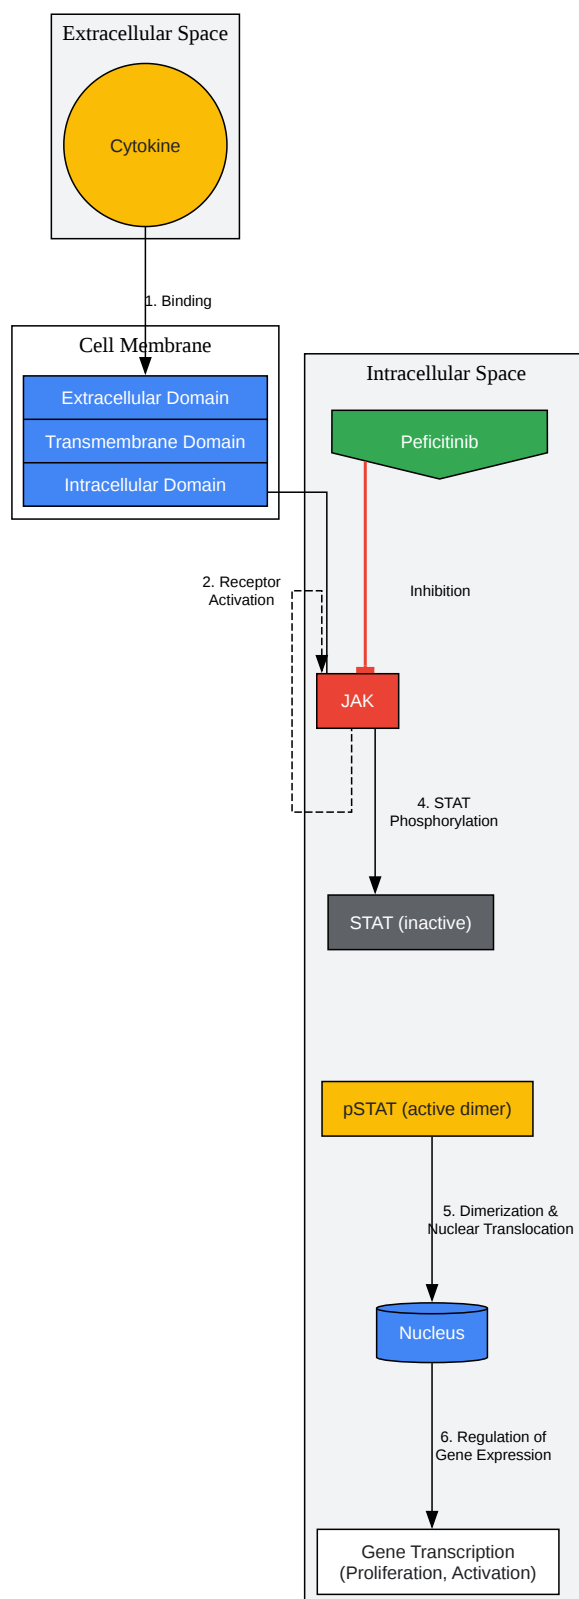 Extracellular Space
Cytokine
1. Binding
Cell Membrane
Extracellular Domain
Transmembrane Domain
Intracellular Domain
Intracellular Space
Peficitinib
2. Receptor
Activation
Inhibition
JAK
4. STAT
Phosphorylation
STAT (inactive)
pSTAT (active dimer)
5. Dimerization &
Nuclear Translocation
Nucleus
6. Regulation of
Gene Expression
Gene Transcription
(Proliferation, Activation)